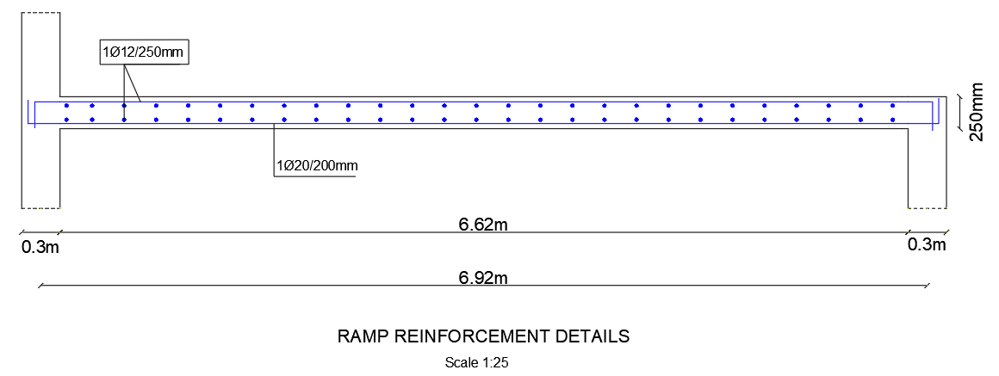 1Ø12/250mm
250mm
1Ø20/200mm
6.62m
0.3m
0.3m
6.92m
RAMP REINFORCEMENT DETAILS
Scale 1:25